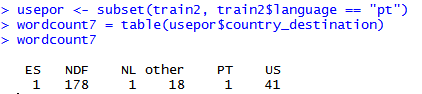 > usepor <- subset(train2, train2$language == "pt")
> wordcount7 = table(usepor$country_destination)
> wordcount7
ES NDF NL other PT US
1 178 1 18 1 41